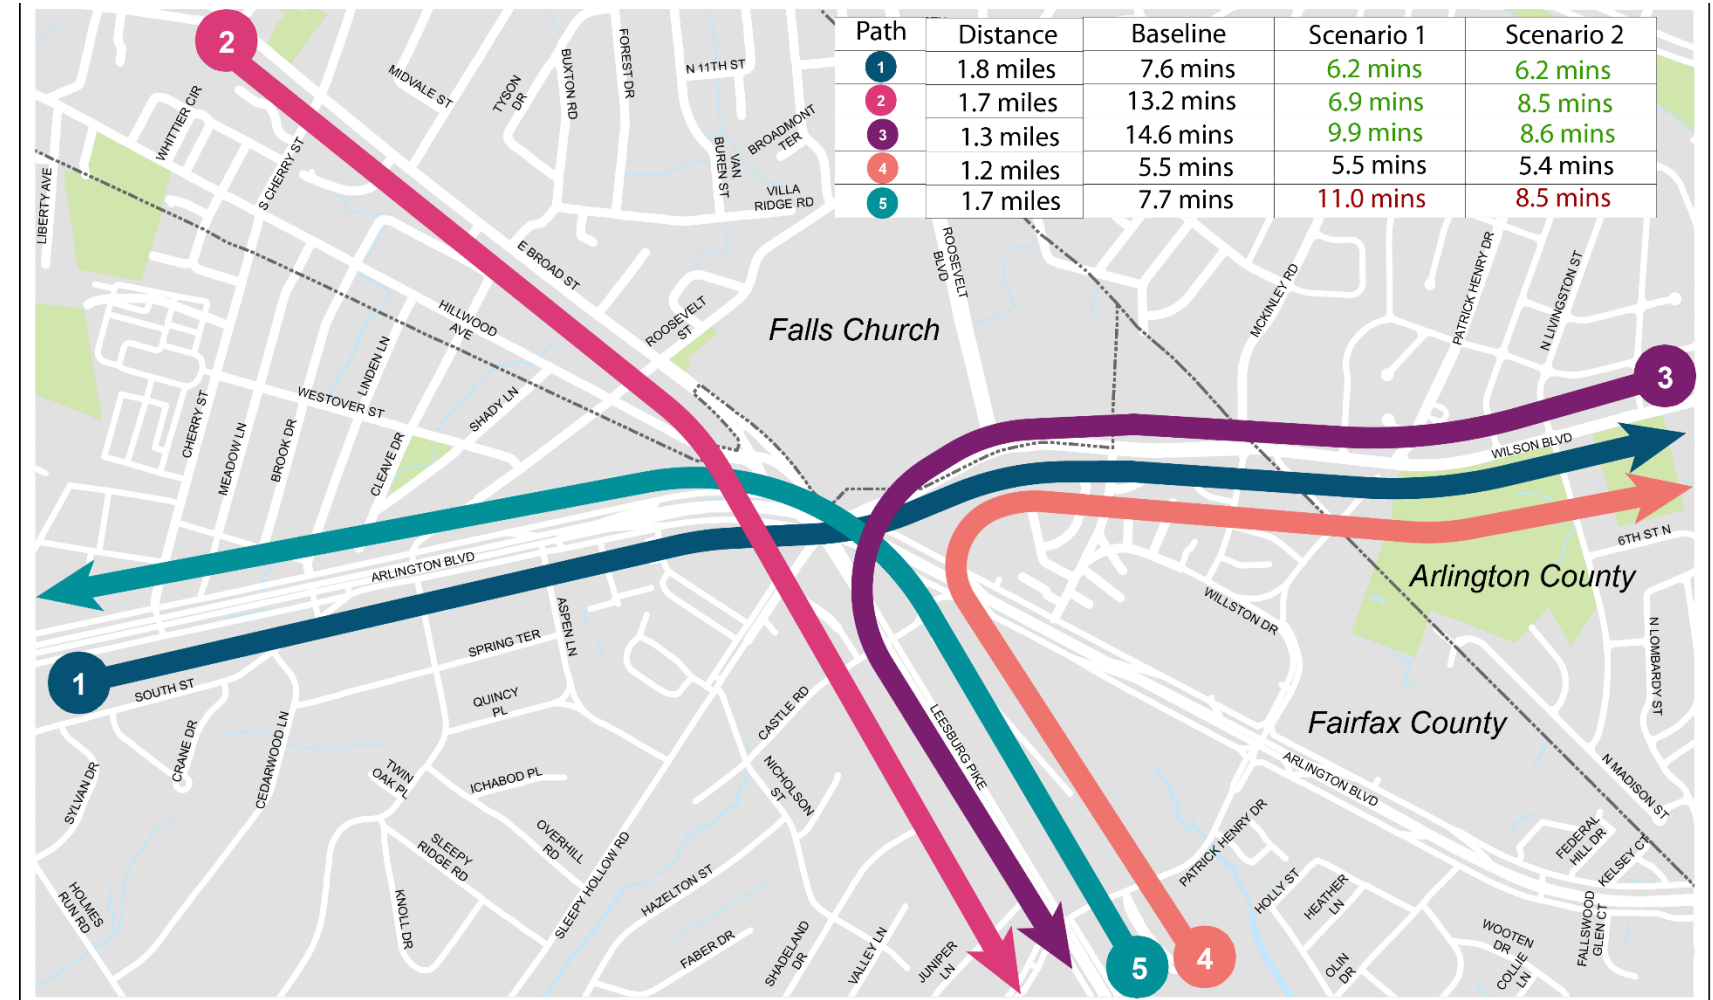 Path Distance Baseline Scenario 1 Scenario 2
1 1.8 miles 7.6 mins 6.2 mins 6.2 mins
2 1.7 miles 13.2 mins 6.9 mins 8.5 mins
3 1.3 miles 14.6 mins 9.9 mins 8.6 mins
4 1.2 miles 5.5 mins 5.5 mins 5.4 mins
5 1.7 miles 7.7 mins 11.0 mins 8.5 mins
2
MIDVALE ST
TYSON
DR
BUXTON RD
FOREST DR
N 11TH ST
WHITTIER CIR
S CHERRY ST
LIBERTY AVE
VAN
BUREN ST
BROADMONT
TER
VILLA
RIDGE RD
E BROAD ST
ROOSEVELT
BLVD
MCKINLEY RD
PATRICK HENRY DR
N LIVINGSTON ST
HILLWOOD
AVE
ROOSEVELT
ST
Falls Church
LINDEN LN
WESTOVER ST
SHADY LN
3
CHERRY ST
MEADOW LN
BROOK DR
CLEAVE DR
WILSON BLVD
ARLINGTON BLVD
6TH ST N
Arlington County
ASPEN LN
WILLSTON DR
SPRING TER
N LOMBARDY ST
1
SOUTH ST
QUINCY
PL
CASTLE RD
LEESBURG PIKE
Fairfax County
CRANE DR
CEDARWOOD LN
SYLVAN DR
TWIN
OAK PL
ICHABOD PL
NICHOLSON
ST
ARLINGTON BLVD
N MADISON ST
OVERHILL
RD
SLEEPY
RIDGE RD
SLEEPY HOLLOW RD
PATRICK HENRY DR
FEDERAL
HILL DR
KELSEY CT
HOLMES
RUN RD
KNOLL DR
HAZELTON ST
HOLLY ST
HEATHER
LN
FABER DR
SHADELAND
DR
VALLEY LN
JUNIPER
LN
5
4
OLIN
DR
WOOTEN
DR
COLLIE
LN
FALLSWOOD
GLEN CT